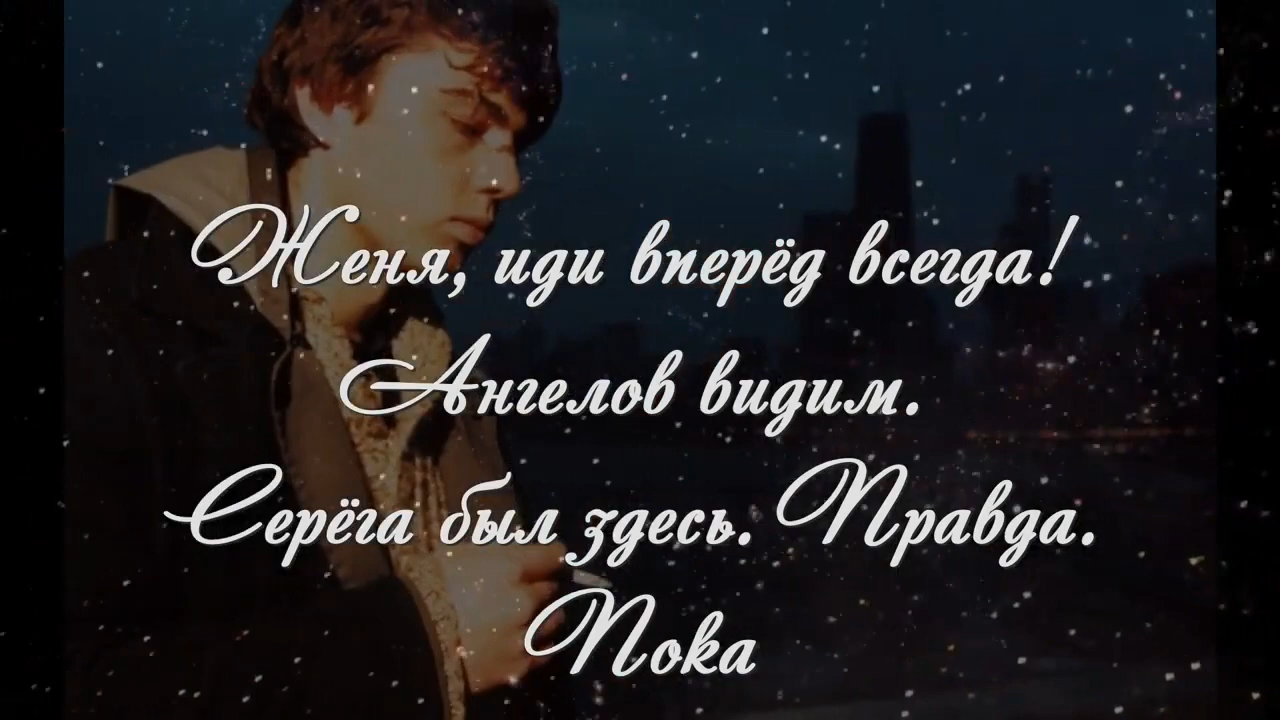 Женя, иди вперёд всегда!
Ангелов видим.
Серёга был здесь. Правда.
Пока